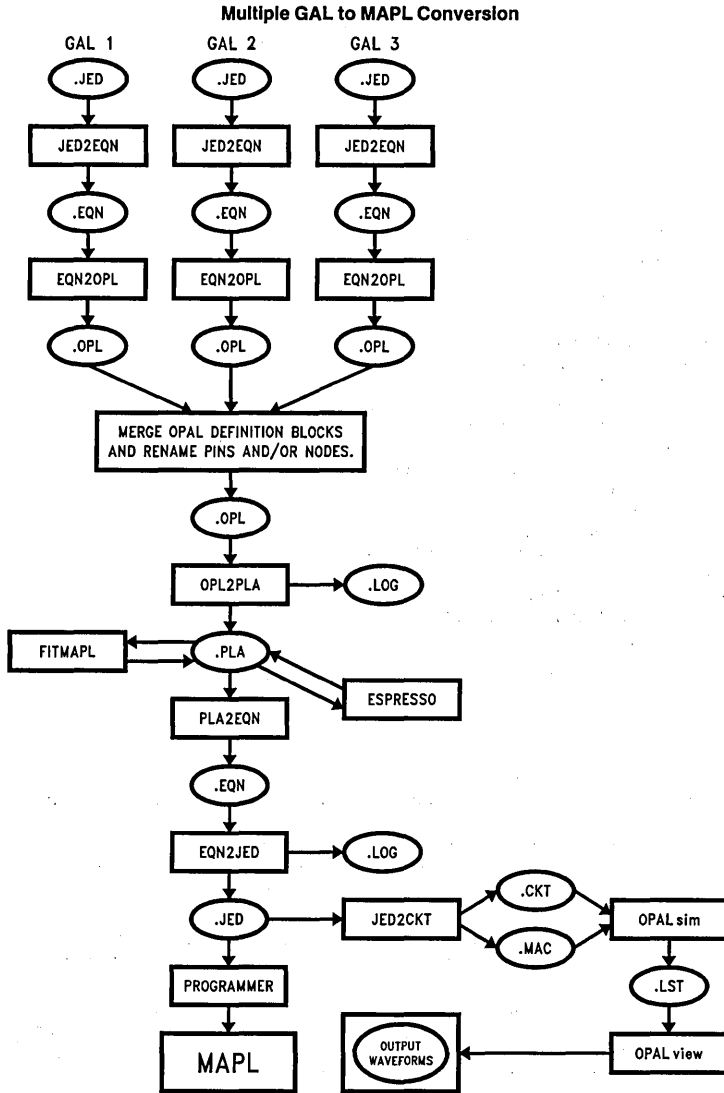 Multiple GAL to MAPL Conversion
GAL 1 GAL 2 GAL 3
.JED .JED .JED
JED2EQN JED2EQN JED2EQN
.EQN .EQN .EQN
EQN2OPL EQN2OPL EQN2OPL
.OPL .OPL .OPL
MERGE OPAL DEFINITION BLOCKS
AND RENAME PINS AND/OR NODES.
.OPL
OPL2PLA .LOG
FITMAPL .PLA
ESPRESSO
PLA2EQN
.EQN
EQN2JED .LOG
.JED JED2CKT .CKT OPAL sim
.MAC
PROGRAMMER .LST
MAPL OUTPUT
WAVEFORMS OPAL view